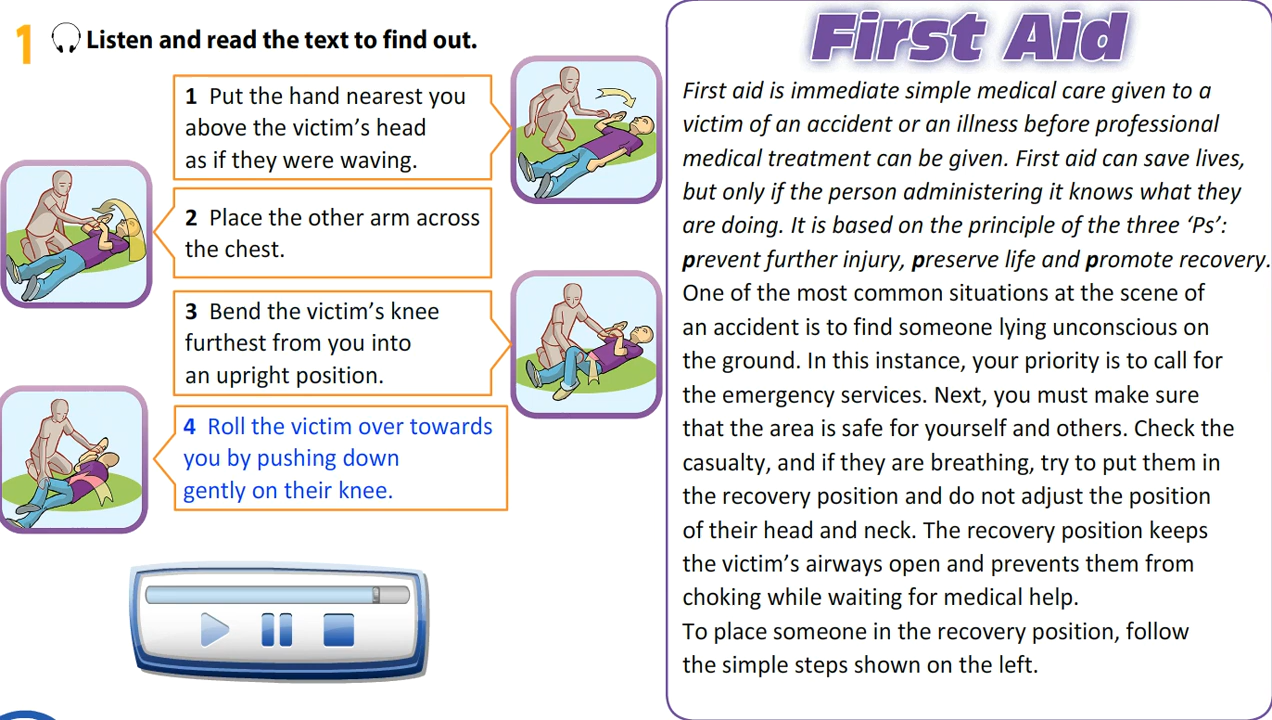 1 Listen and read the text to find out.
1 Put the hand nearest you
above the victim's head
as if they were waving.
2 Place the other arm across
the chest.
3 Bend the victim's knee
furthest from you into
an upright position.
4 Roll the victim over towards
you by pushing down
gently on their knee.
First Aid
First aid is immediate simple medical care given to a
victim of an accident or an illness before professional
medical treatment can be given. First aid can save lives,
but only if the person administering it knows what they
are doing. It is based on the principle of the three ‘Ps’:
prevent further injury, preserve life and promote recovery.
One of the most common situations at the scene of
an accident is to find someone lying unconscious on
the ground. In this instance, your priority is to call for
the emergency services. Next, you must make sure
that the area is safe for yourself and others. Check the
casualty, and if they are breathing, try to put them in
the recovery position and do not adjust the position
of their head and neck. The recovery position keeps
the victim's airways open and prevents them from
choking while waiting for medical help.
To place someone in the recovery position, follow
the simple steps shown on the left.